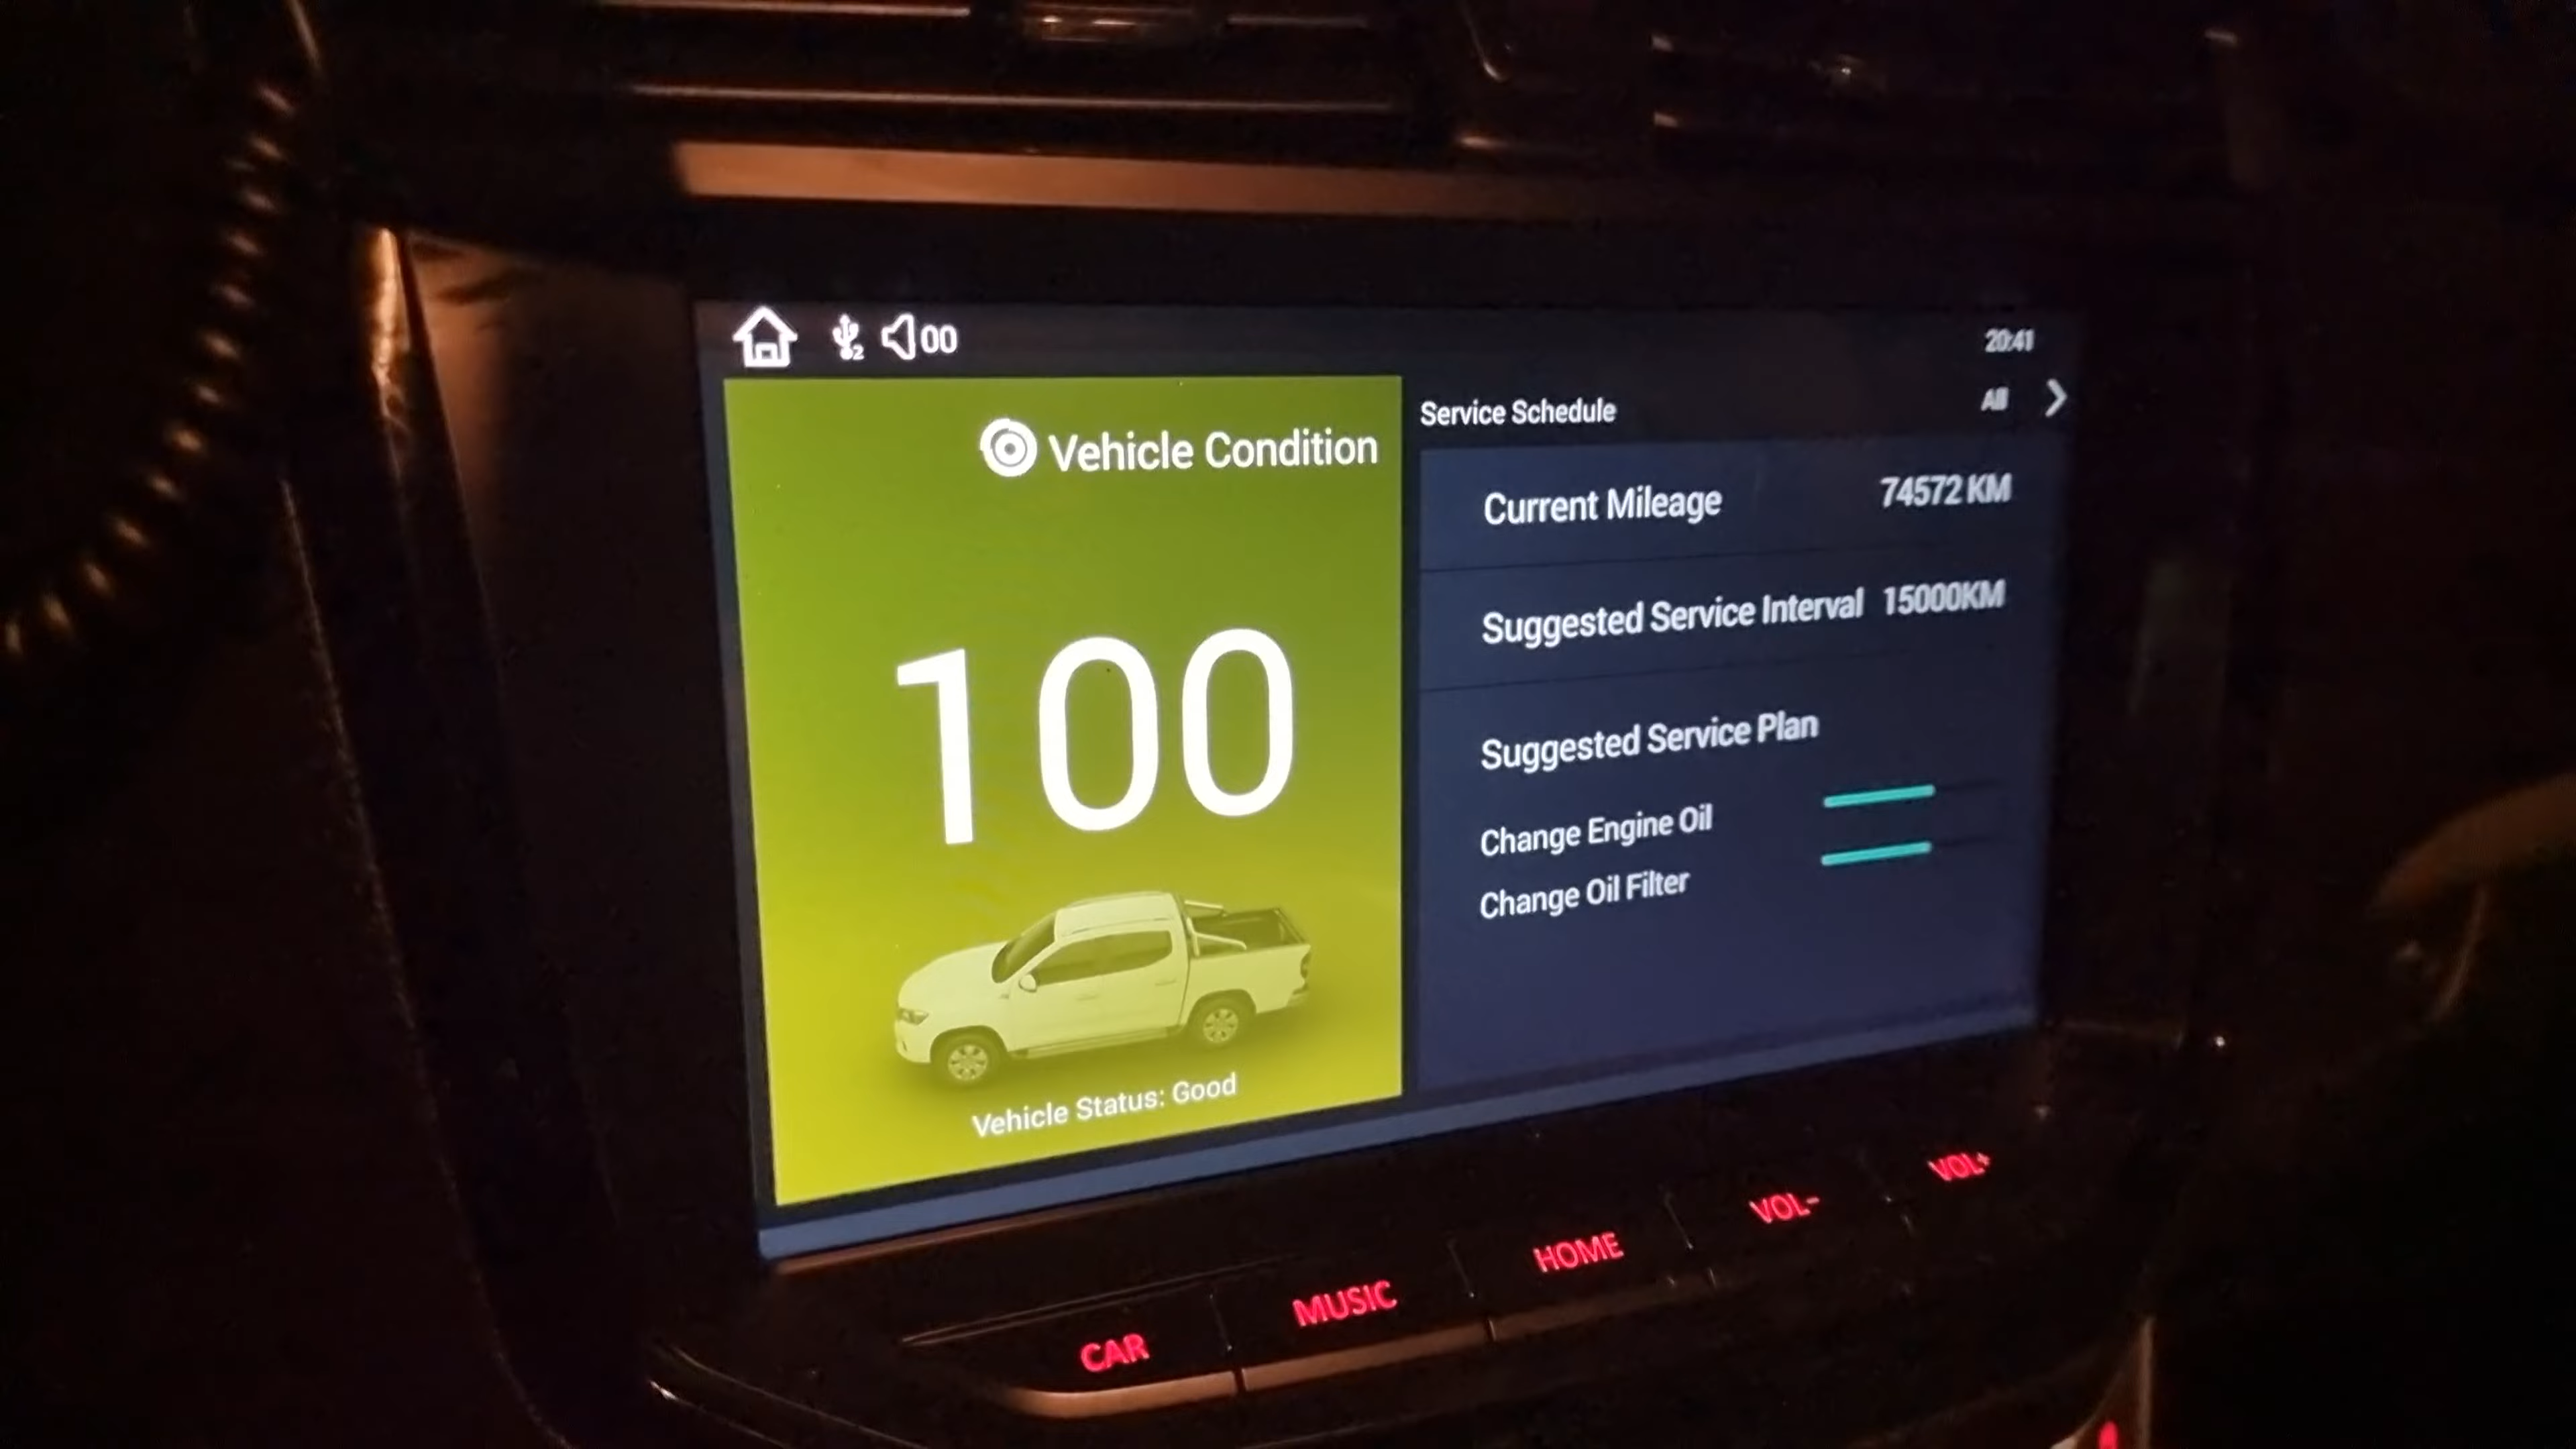 2 00
20:41
Vehicle Condition
100
Vehicle Status: Good
Service Schedule
All
Current Mileage 74572 KM
Suggested Service Interval 15000KM
Suggested Service Plan
Change Engine Oil
Change Oil Filter
CAR
MUSIC
HOME
VOL-
VOL+